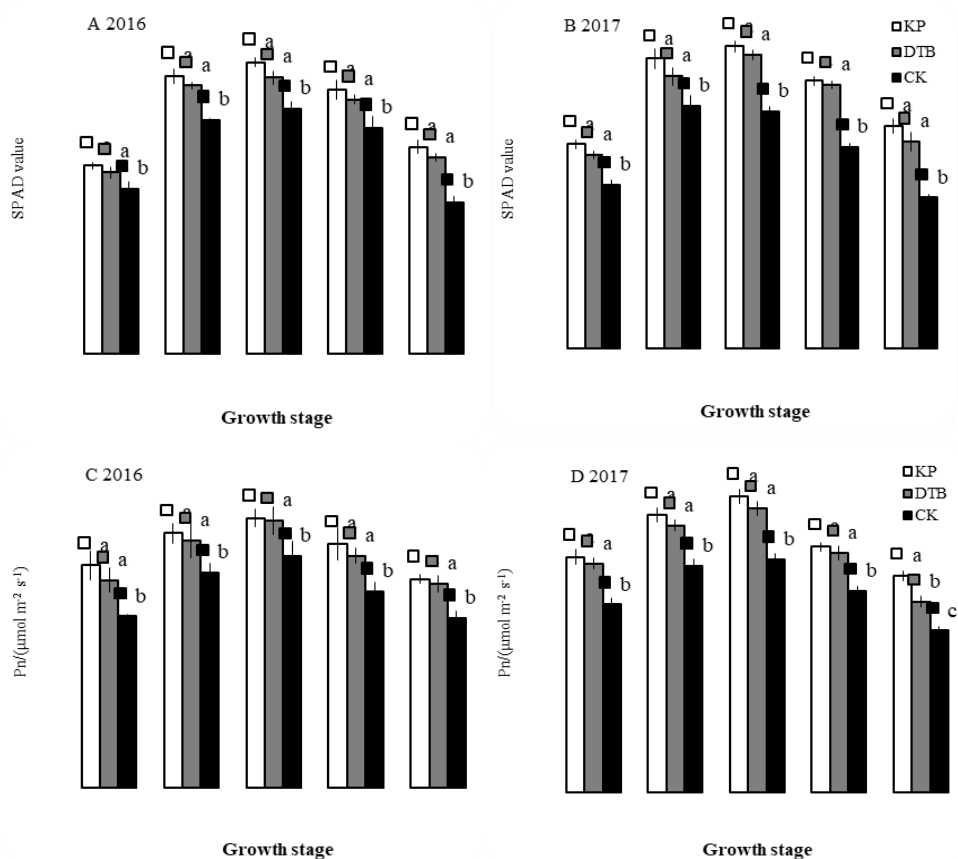 A 2016
SPAD value
a a b
a a b
a a b
a a b
a a b
Growth stage
B 2017
KP
DTB
CK
SPAD value
a a b
a a b
a a b
a a b
a a b
Growth stage
C 2016
Pn/(μmol m⁻² s⁻¹)
a a b
a a b
a a b
a a b
a a b
Growth stage
D 2017
KP
DTB
CK
Pn/(μmol m⁻² s⁻¹)
a a b
a a b
a a b
a a b
a b c
Growth stage